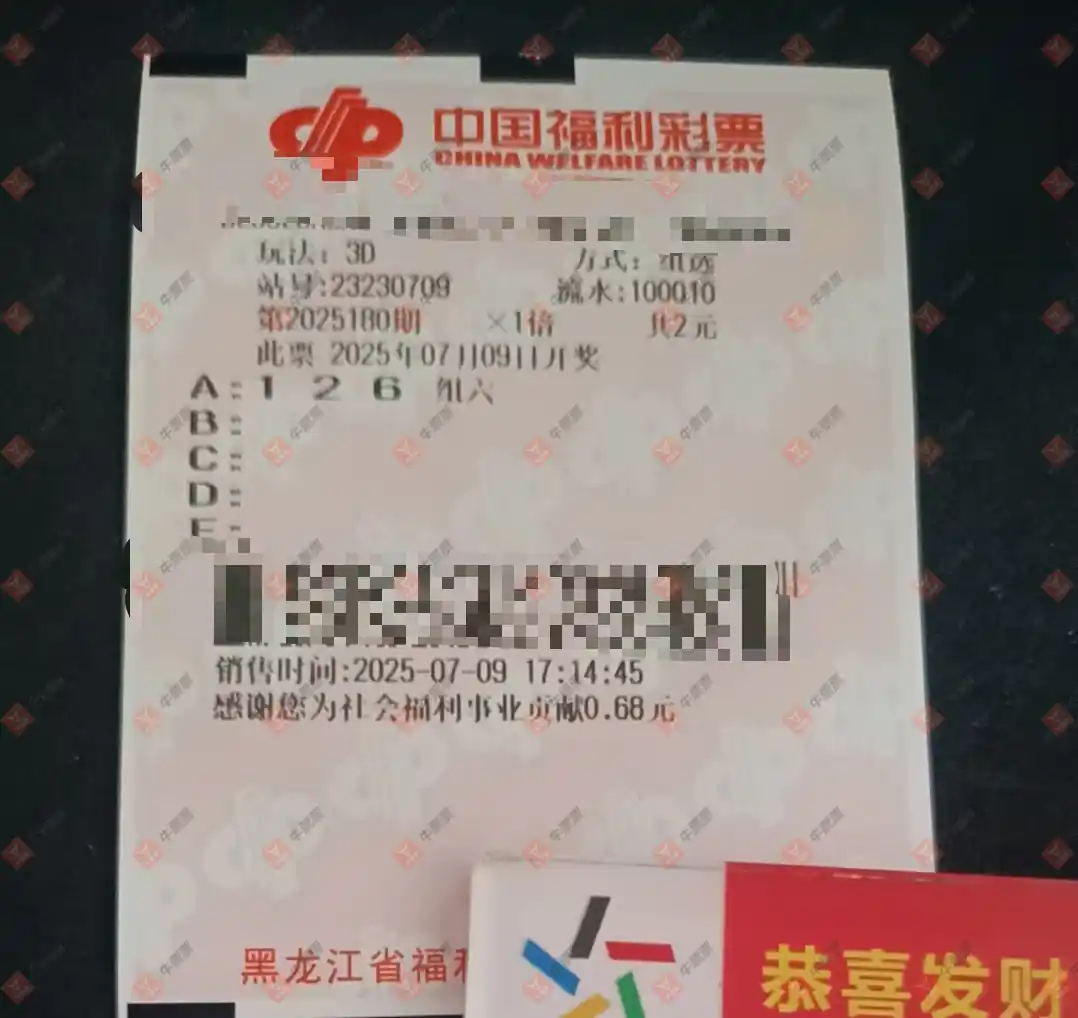 中国福利彩票
CHINA WELFARE LOTTERY
玩法：3D 方式：组选
站号:23230709 流水:100010
第2025180期 ×1倍 共2元
此票 2025年07月09日开奖
A: 1 2 6 组六
B:
C:
D:
E:
销售时间:2025-07-09 17:14:45
感谢您为社会福利事业贡献0.68元
黑龙江省福利
恭喜发财